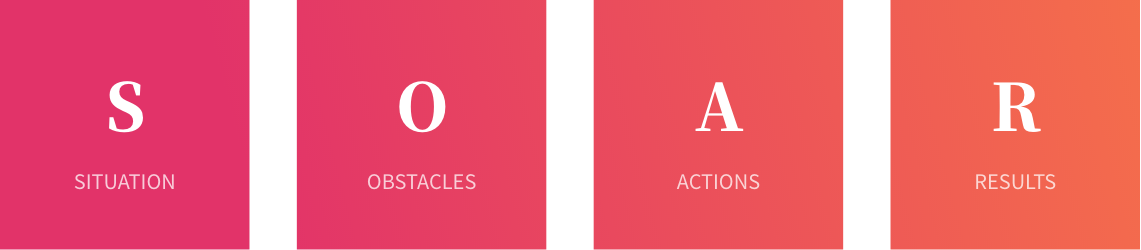 S
SITUATION
O
OBSTACLES
A
ACTIONS
R
RESULTS